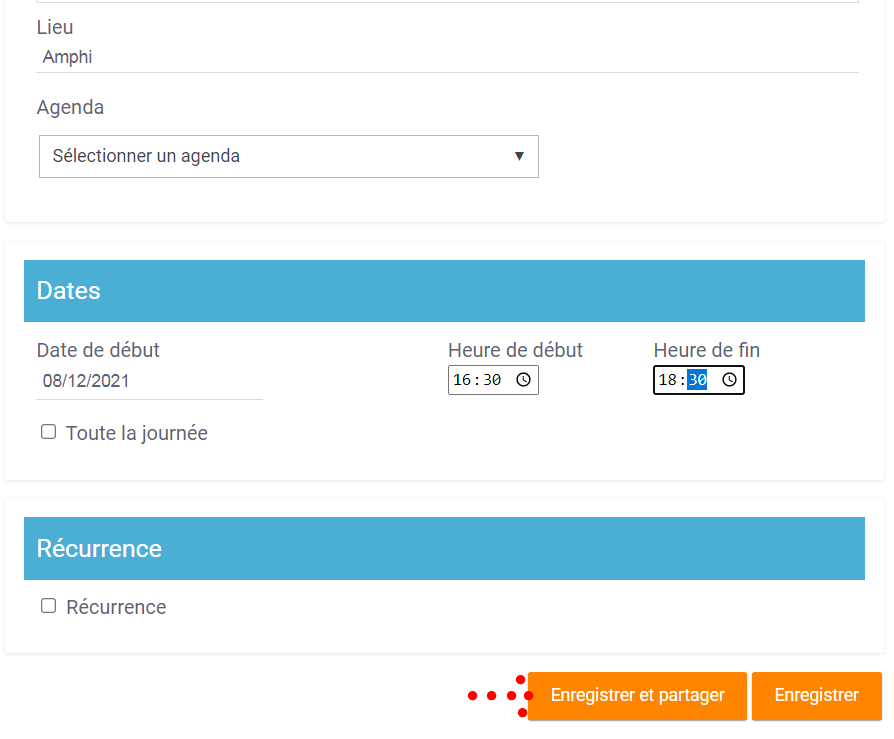 Lieu
Amphi
Agenda
Sélectionner un agenda ▼
Dates
Date de début Heure de début Heure de fin
08/12/2021 16:30 18:30
Toute la journée
Récurrence
Récurrence
Enregistrer et partager Enregistrer